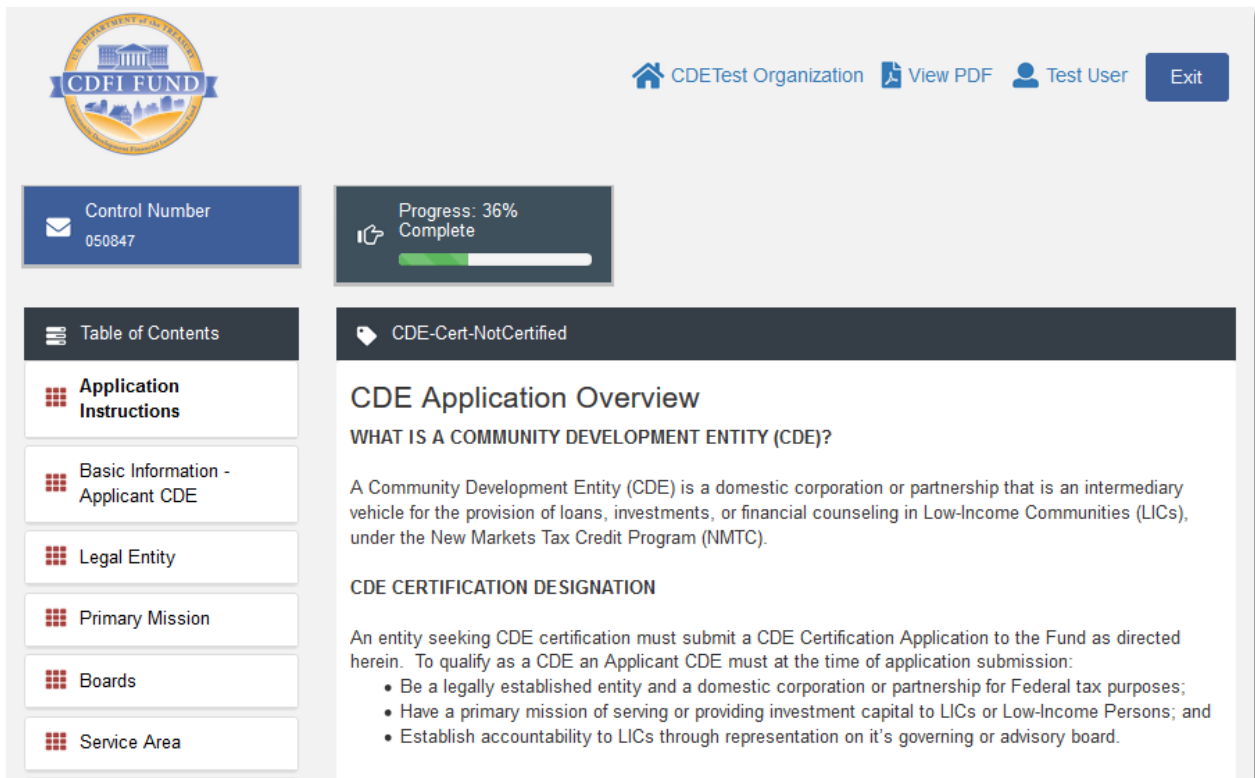 U.S. DEPARTMENT of the TREASURY
CDFI FUND
Community Development Financial Institutions Fund
CDETest Organization View PDF Test User Exit
Control Number
050847
Progress: 36%
Complete
Table of Contents
Application
Instructions
Basic Information -
Applicant CDE
Legal Entity
Primary Mission
Boards
Service Area
CDE-Cert-NotCertified
CDE Application Overview
WHAT IS A COMMUNITY DEVELOPMENT ENTITY (CDE)?
A Community Development Entity (CDE) is a domestic corporation or partnership that is an intermediary
vehicle for the provision of loans, investments, or financial counseling in Low-Income Communities (LICs),
under the New Markets Tax Credit Program (NMTC).
CDE CERTIFICATION DESIGNATION
An entity seeking CDE certification must submit a CDE Certification Application to the Fund as directed
herein.  To qualify as a CDE an Applicant CDE must at the time of application submission:
• Be a legally established entity and a domestic corporation or partnership for Federal tax purposes;
• Have a primary mission of serving or providing investment capital to LICs or Low-Income Persons; and
• Establish accountability to LICs through representation on it's governing or advisory board.